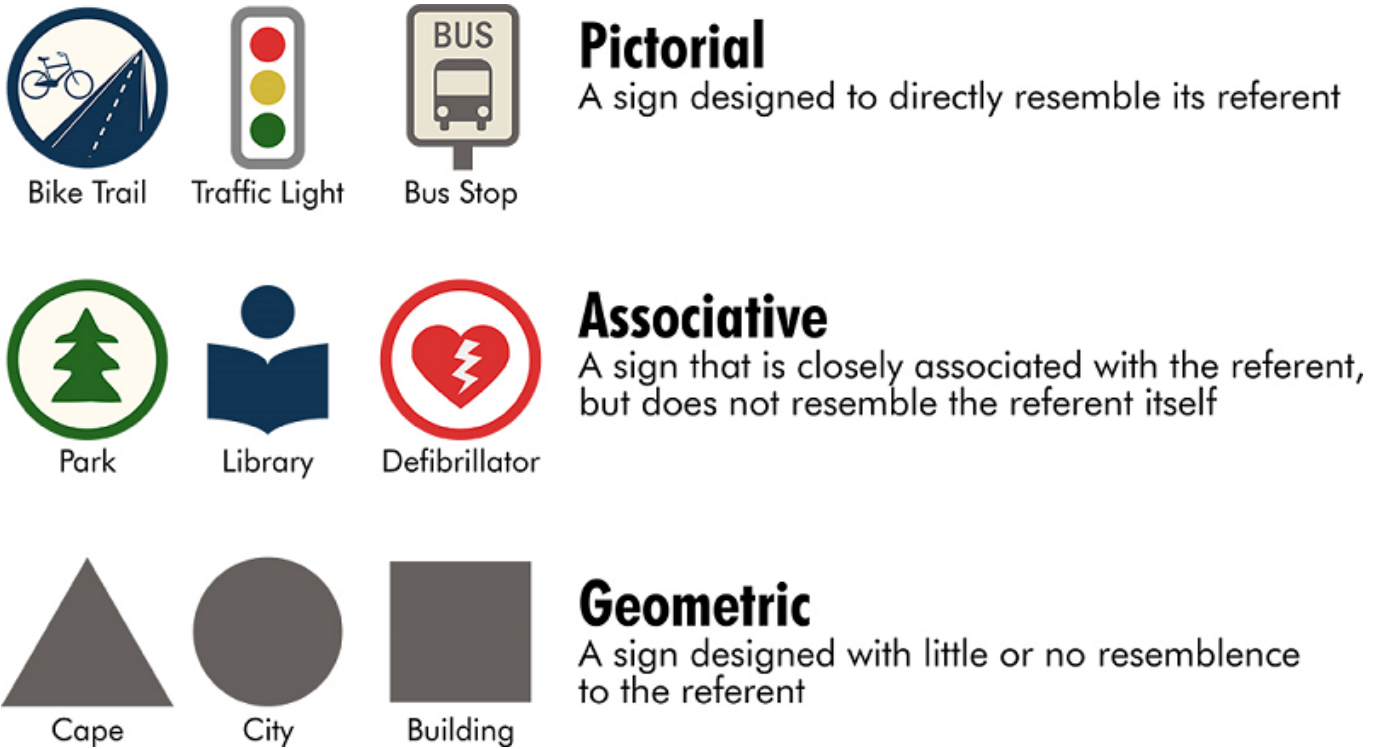 BUS
Bike Trail
Traffic Light
Bus Stop
Pictorial
A sign designed to directly resemble its referent
Park
Library
Defibrillator
Associative
A sign that is closely associated with the referent,
but does not resemble the referent itself
Cape
City
Building
Geometric
A sign designed with little or no resemblence
to the referent